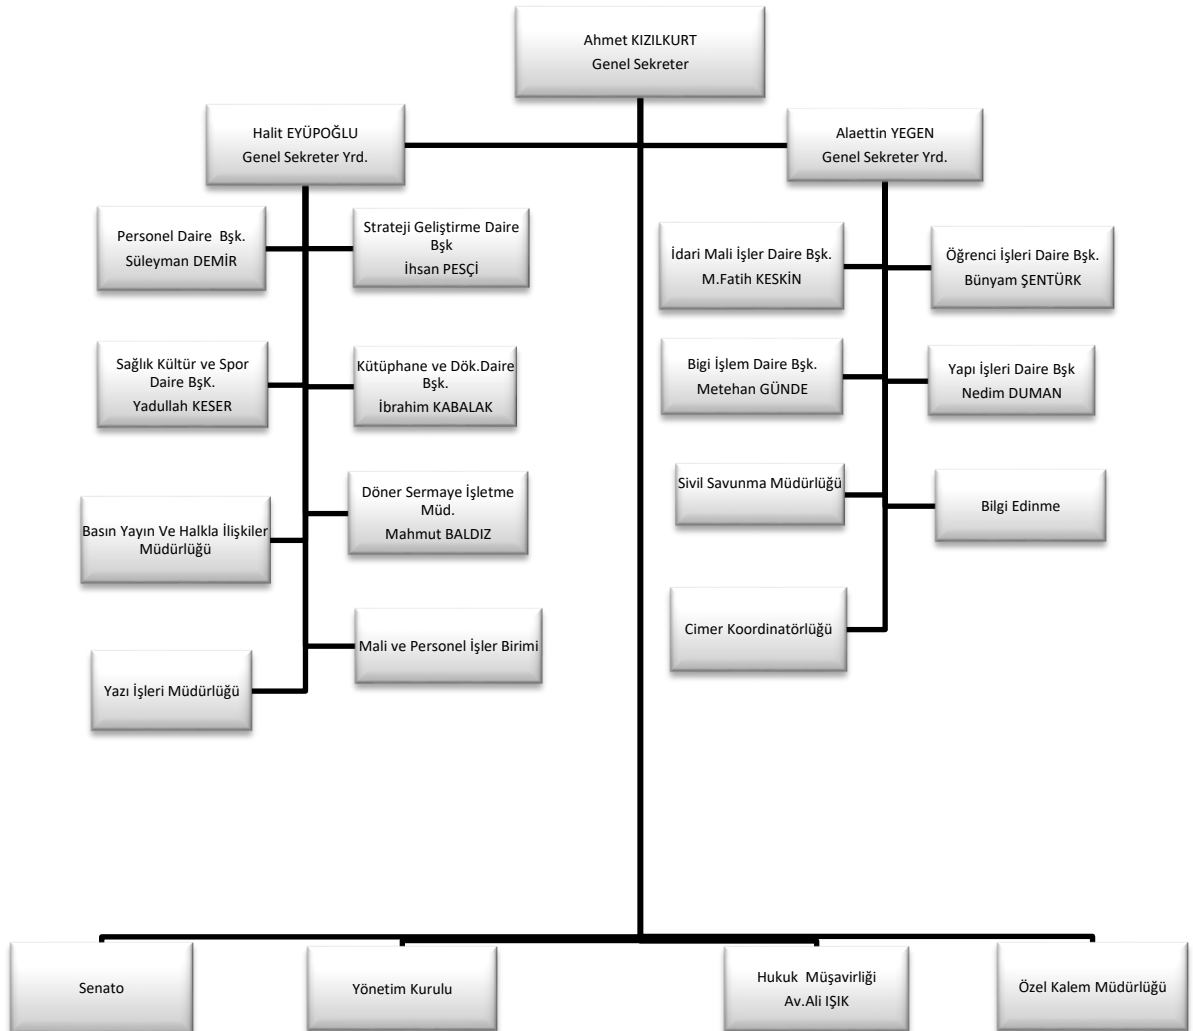 Ahmet KIZILKURT
Genel Sekreter
Halit EYÜPOĞLU
Genel Sekreter Yrd.
Alaettin YEGEN
Genel Sekreter Yrd.
Personel Daire Bşk.
Süleyman DEMİR
Strateji Geliştirme Daire
Bşk
İhsan PESÇİ
İdari Mali İşler Daire Bşk.
M.Fatih KESKİN
Öğrenci İşleri Daire Bşk.
Bünyam ŞENTÜRK
Sağlık Kültür ve Spor
Daire BşK.
Yadullah KESER
Kütüphane ve Dök.Daire
Bşk.
İbrahim KABALAK
Bigi İşlem Daire Bşk.
Metehan GÜNDE
Yapı İşleri Daire Bşk
Nedim DUMAN
Basın Yayın Ve Halkla İlişkiler
Müdürlüğü
Döner Sermaye İşletme
Müd.
Mahmut BALDIZ
Sivil Savunma Müdürlüğü
Bilgi Edinme
Yazı İşleri Müdürlüğü
Mali ve Personel İşler Birimi
Cimer Koordinatörlüğü
Senato
Yönetim Kurulu
Hukuk Müşavirliği
Av.Ali IŞIK
Özel Kalem Müdürlüğü